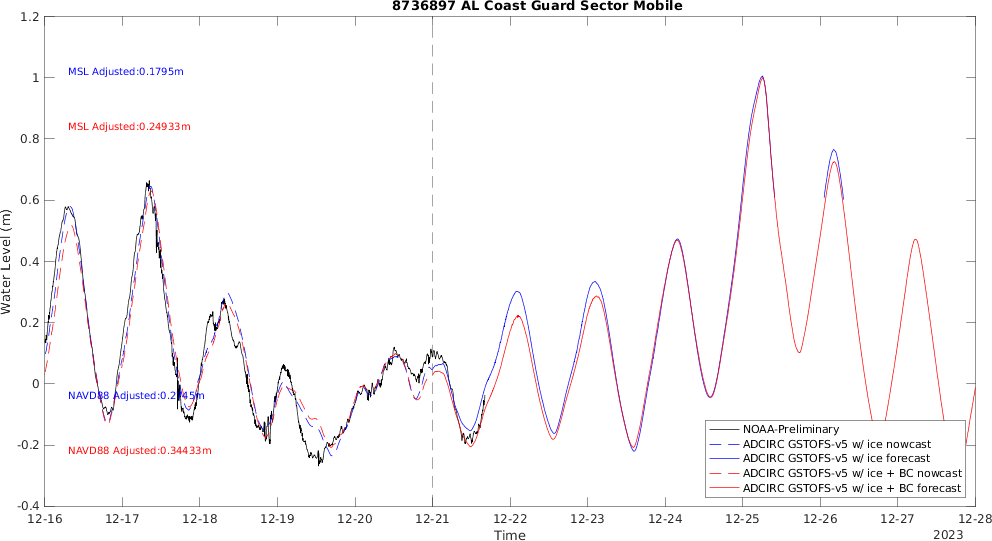 8736897 AL Coast Guard Sector Mobile
1.2
1
0.8
0.6
0.4
0.2
0
-0.2
-0.4
Water Level (m)
MSL Adjusted:0.1795m
MSL Adjusted:0.24933m
NAVD88 Adjusted:0.2745m
NAVD88 Adjusted:0.34433m
NOAA-Preliminary
ADCIRC GSTOFS-v5 w/ ice nowcast
ADCIRC GSTOFS-v5 w/ ice forecast
ADCIRC GSTOFS-v5 w/ ice + BC nowcast
ADCIRC GSTOFS-v5 w/ ice + BC forecast
12-16 12-17 12-18 12-19 12-20 12-21 12-22 12-23 12-24 12-25 12-26 12-27 12-28
Time
2023